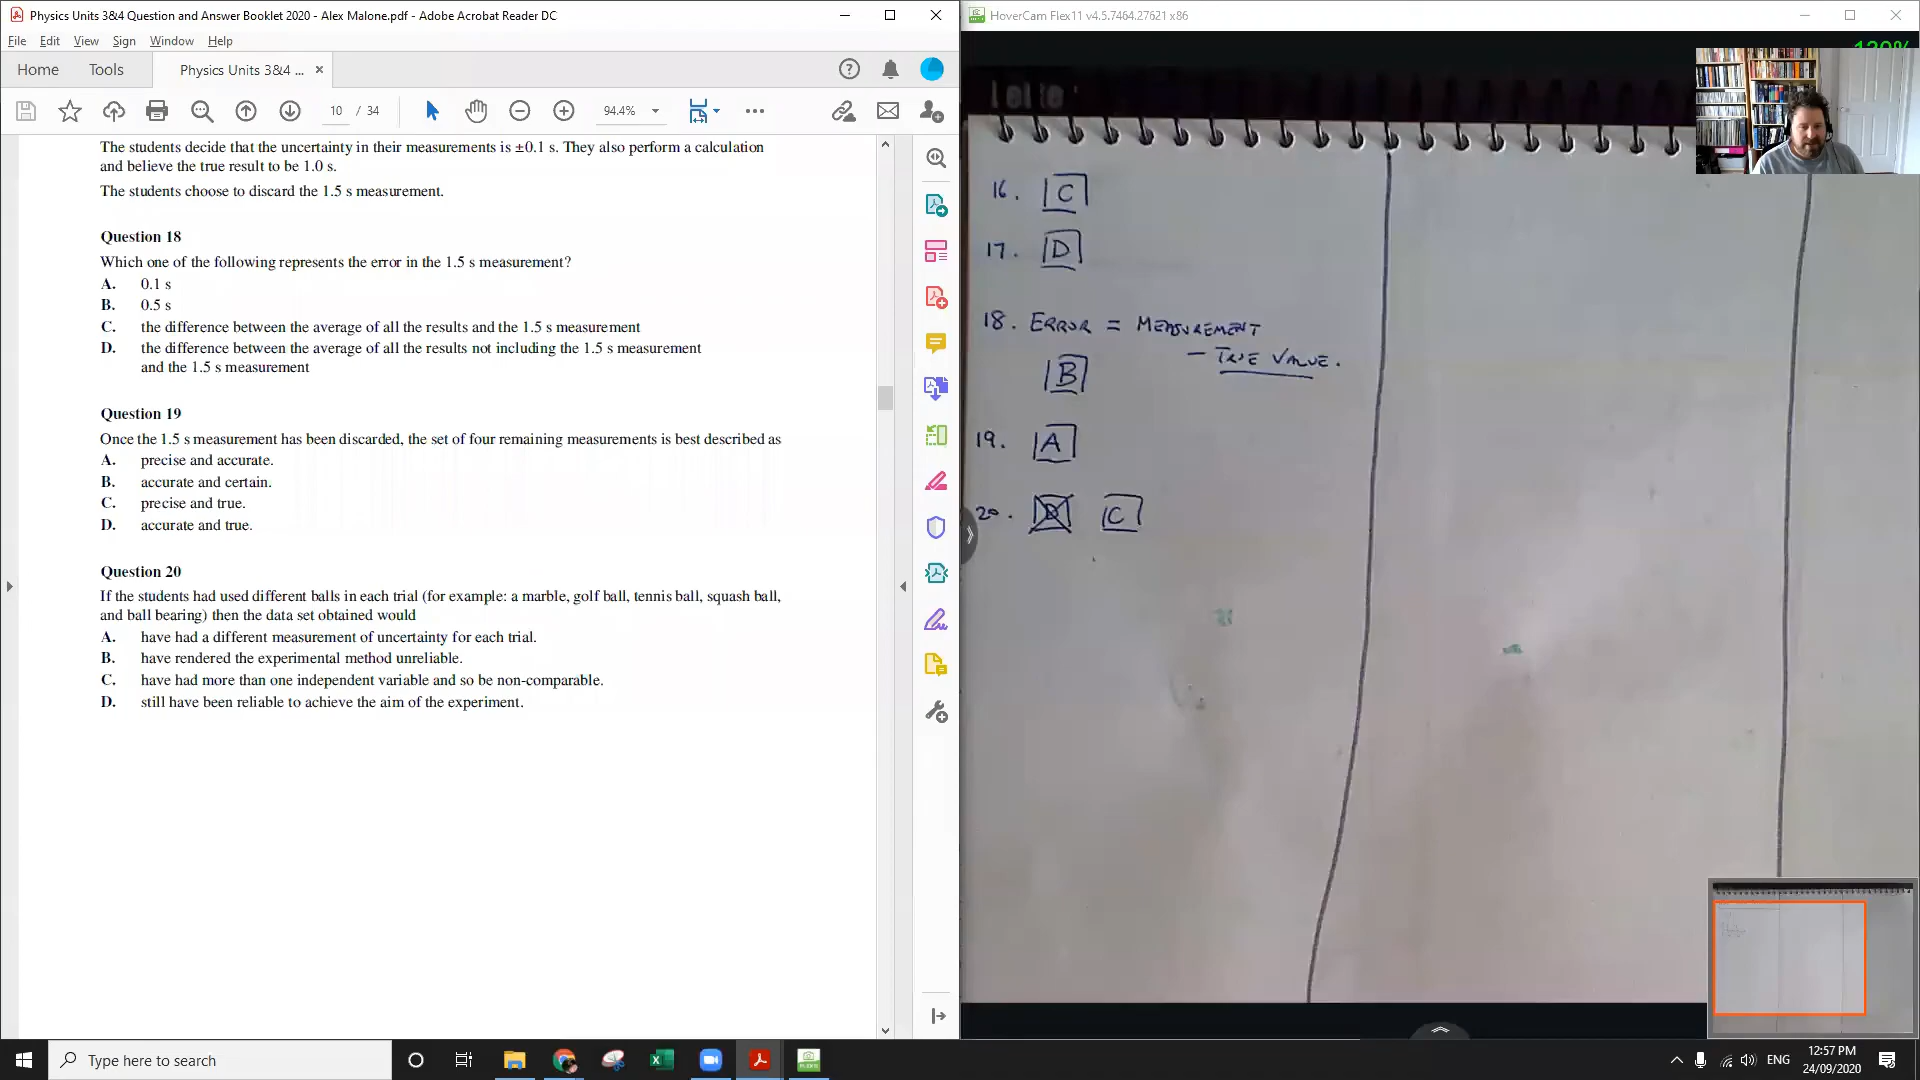 Physics Units 3&4 Question and Answer Booklet 2020 - Alex Malone.pdf - Adobe Acrobat Reader DC
File Edit View Sign Window Help
Home Tools Physics Units 3&4 ... ×
10 / 34 94.4%
The students decide that the uncertainty in their measurements is ±0.1 s. They also perform a calculation
and believe the true result to be 1.0 s.
The students choose to discard the 1.5 s measurement.
Question 18
Which one of the following represents the error in the 1.5 s measurement?
A. 0.1 s
B. 0.5 s
C. the difference between the average of all the results and the 1.5 s measurement
D. the difference between the average of all the results not including the 1.5 s measurement
and the 1.5 s measurement
Question 19
Once the 1.5 s measurement has been discarded, the set of four remaining measurements is best described as
A. precise and accurate.
B. accurate and certain.
C. precise and true.
D. accurate and true.
Question 20
If the students had used different balls in each trial (for example: a marble, golf ball, tennis ball, squash ball,
and ball bearing) then the data set obtained would
A. have had a different measurement of uncertainty for each trial.
B. have rendered the experimental method unreliable.
C. have had more than one independent variable and so be non-comparable.
D. still have been reliable to achieve the aim of the experiment.
HoverCam Flex11 v4.5.7464.27621 x86
16. C
17. D
18. ERROR = MEASUREMENT
- TRUE VALUE.
B
19. A
20. C
Type here to search
ENG
12:57 PM
24/09/2020